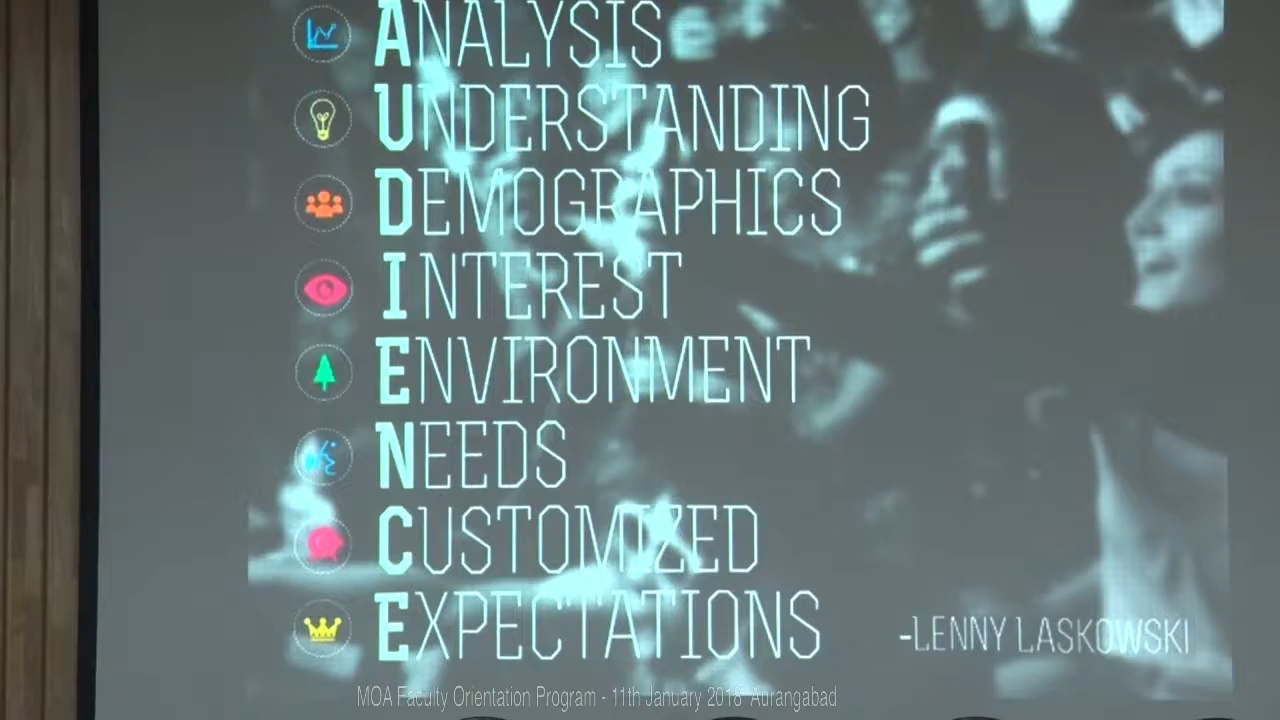 ANALYSIS
UNDERSTANDING
DEMOGRAPHICS
INTEREST
ENVIRONMENT
NEEDS
CUSTOMIZED
EXPECTATIONS
-LENNY LASKOWSKI
MOA Faculty Orientation Program - 11th January 2018 Aurangabad